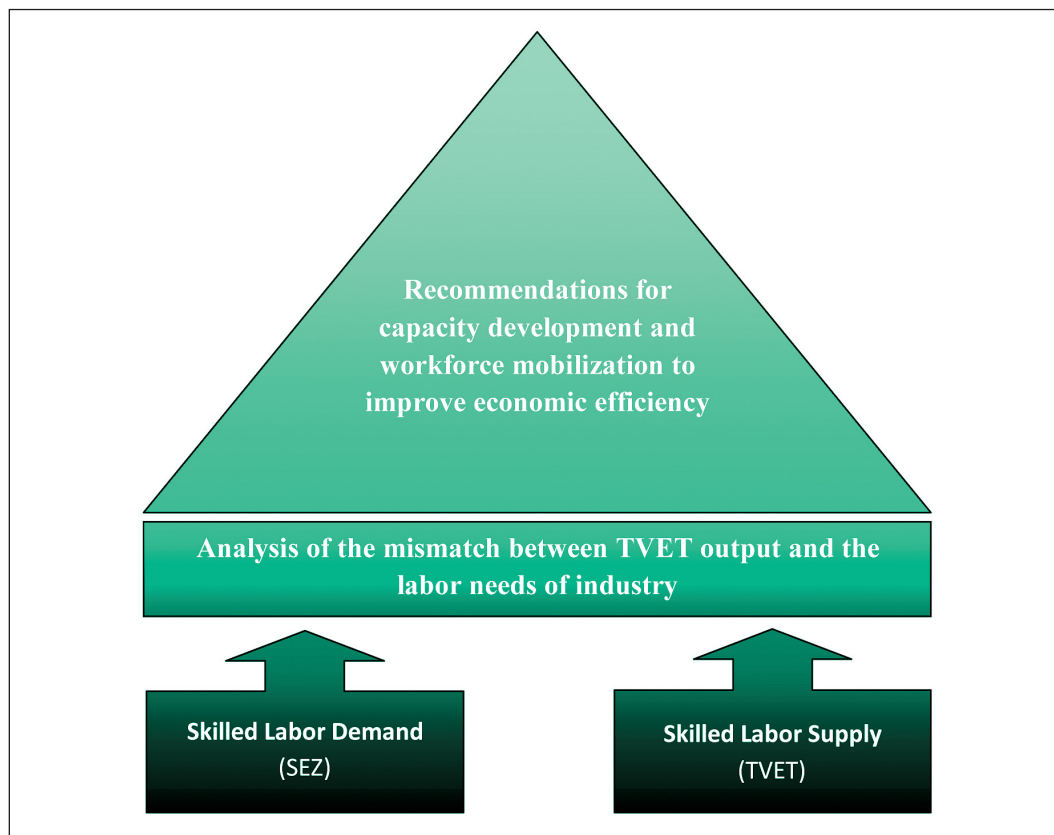 Recommendations for
capacity development and
workforce mobilization to
improve economic efficiency
Analysis of the mismatch between TVET output and the
labor needs of industry
Skilled Labor Demand
(SEZ)
Skilled Labor Supply
(TVET)